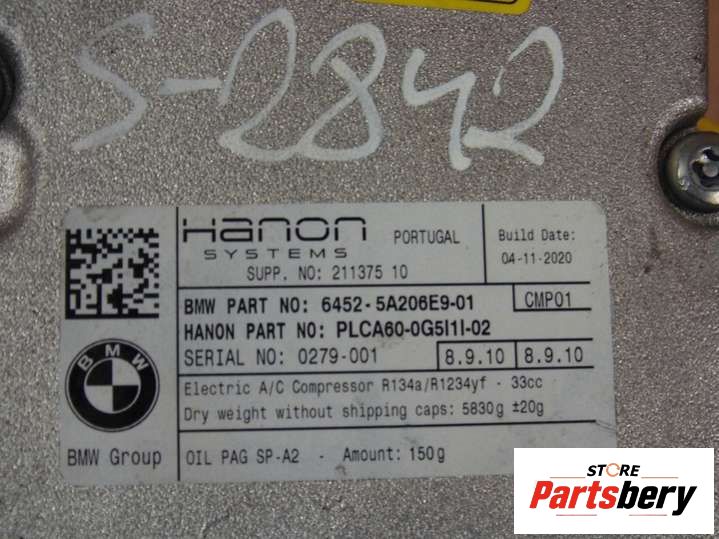 S-2842
Hanon
SYSTEMS
PORTUGAL
SUPP. NO: 211375 10
Build Date:
04-11-2020
BMW PART NO: 6452-5A206E9-01
CMP01
HANON PART NO: PLCA60-0G5I1I-02
SERIAL NO: 0279-001
8.9.10
8.9.10
Electric A/C Compressor R134a/R1234yf - 33cc
Dry weight without shipping caps: 5830g ±20g
BMW
BMW Group
OIL PAG SP-A2 - Amount: 150g
STORE
Partsbery